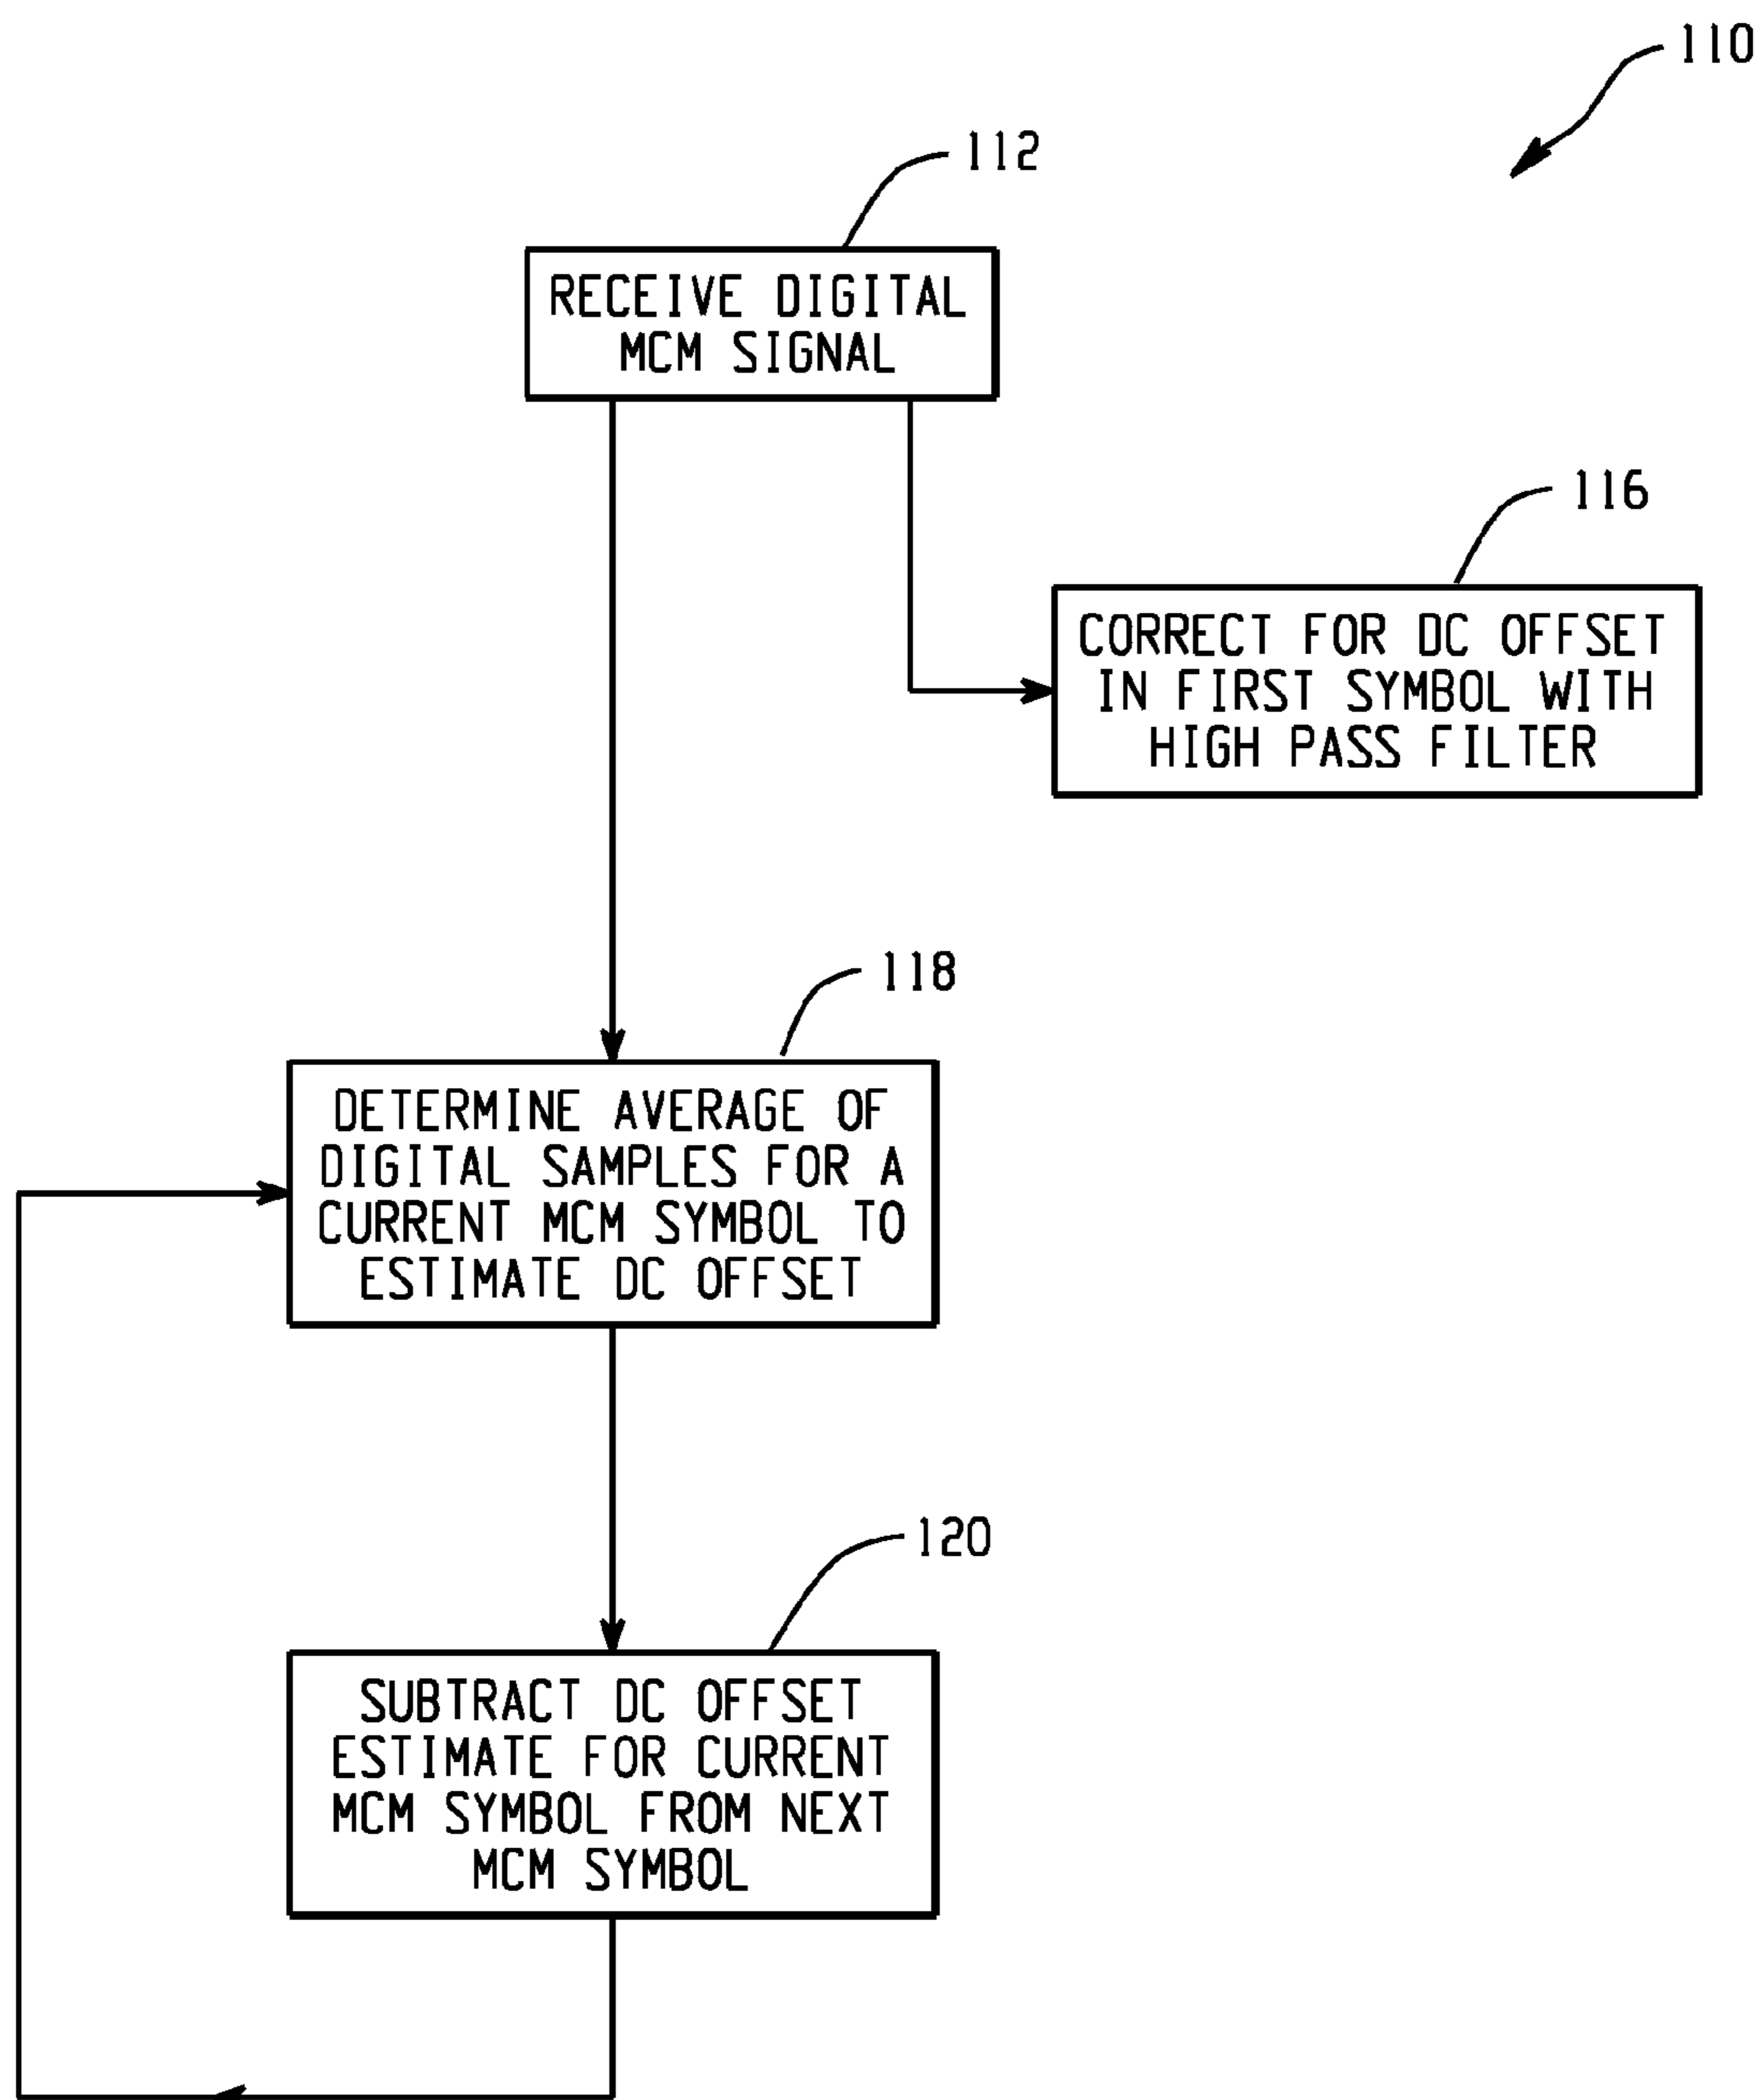 110
112
RECEIVE DIGITAL
MCM SIGNAL
116
CORRECT FOR DC OFFSET
IN FIRST SYMBOL WITH
HIGH PASS FILTER
118
DETERMINE AVERAGE OF
DIGITAL SAMPLES FOR A
CURRENT MCM SYMBOL TO
ESTIMATE DC OFFSET
120
SUBTRACT DC OFFSET
ESTIMATE FOR CURRENT
MCM SYMBOL FROM NEXT
MCM SYMBOL